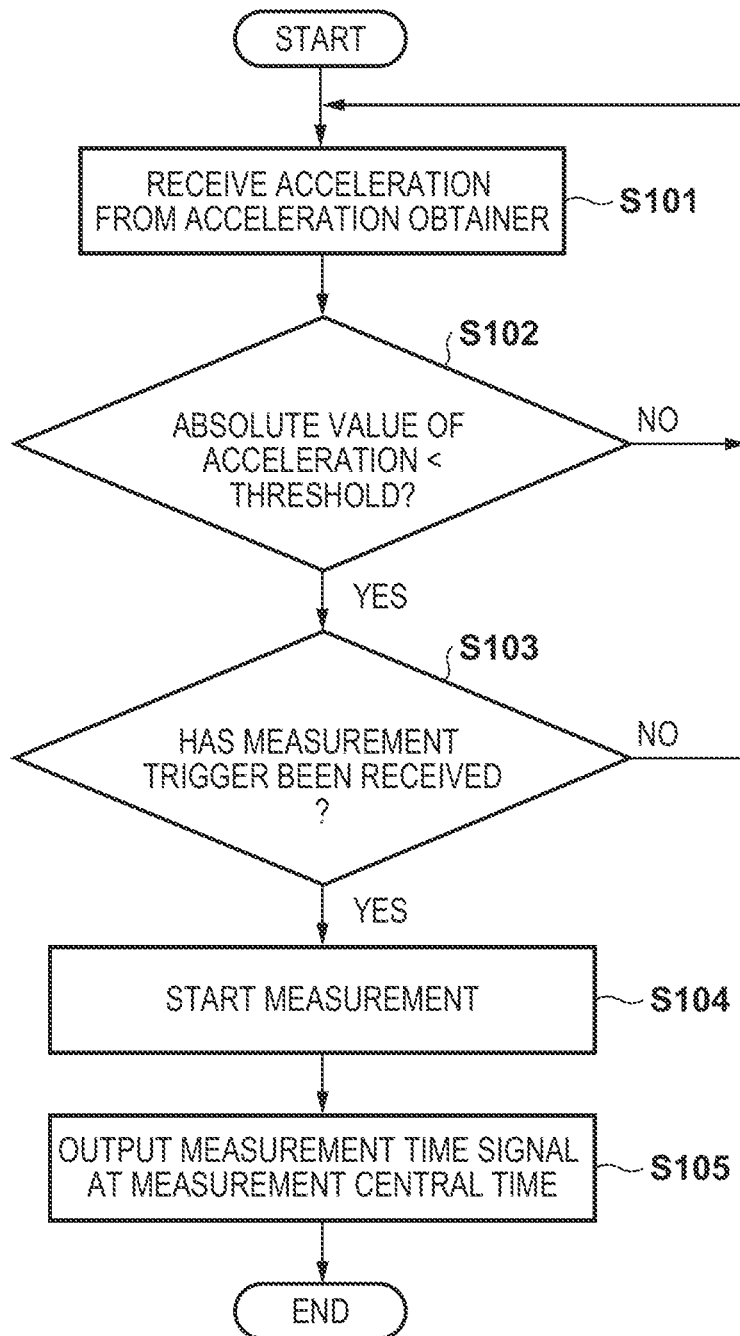 START
RECEIVE ACCELERATION
FROM ACCELERATION OBTAINER
S101
S102
ABSOLUTE VALUE OF
ACCELERATION <
THRESHOLD?
NO
YES
S103
HAS MEASUREMENT
TRIGGER BEEN RECEIVED
?
NO
YES
START MEASUREMENT
S104
OUTPUT MEASUREMENT TIME SIGNAL
AT MEASUREMENT CENTRAL TIME
S105
END